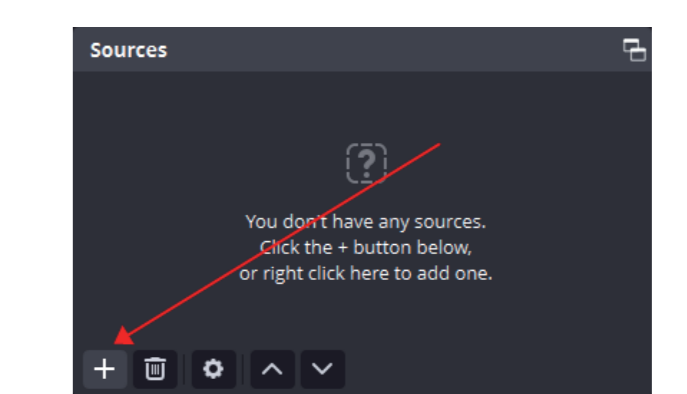 Sources
You don't have any sources.
Click the + button below,
or right click here to add one.